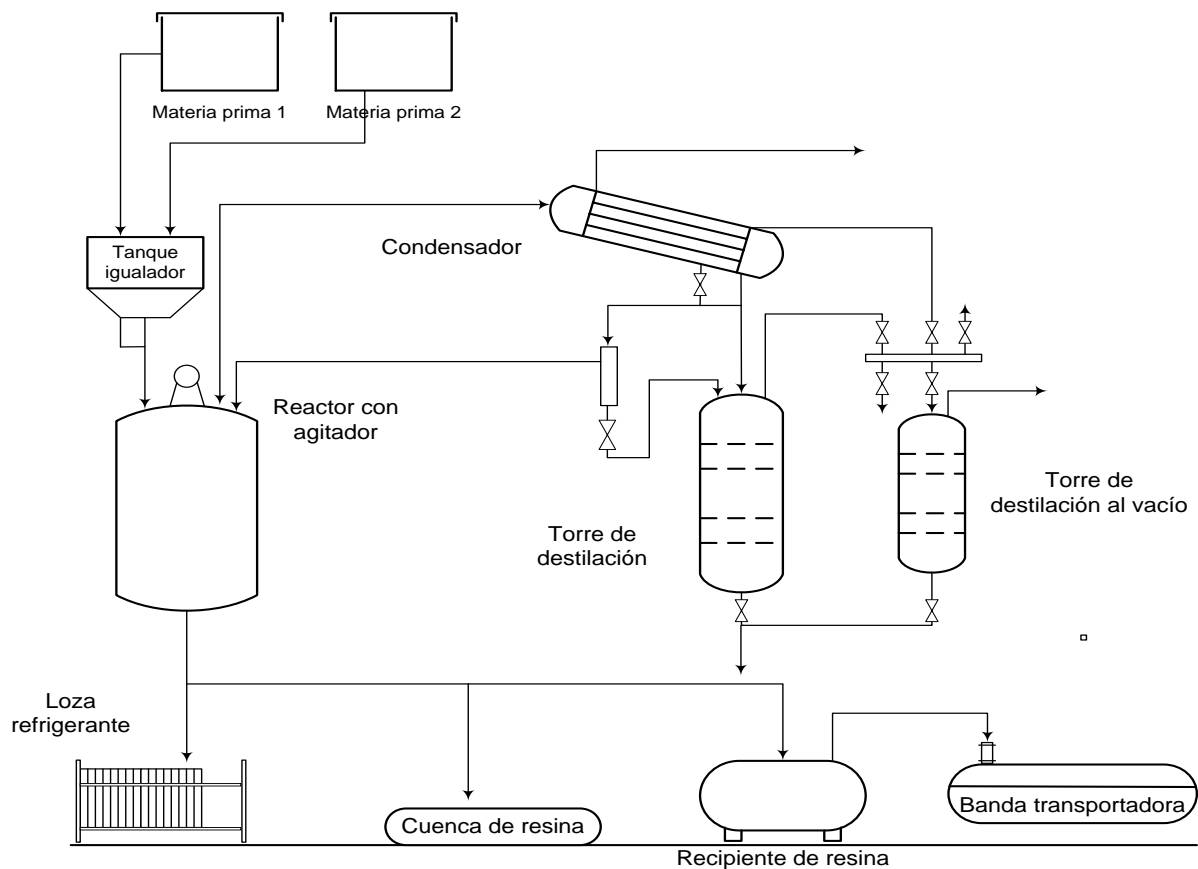 Materia prima 1
Materia prima 2
Tanque
igualador
Condensador
Reactor con
agitador
Torre de
destilación al vacío
Torre de
destilación
Loza
refrigerante
Cuenca de resina
Banda transportadora
Recipiente de resina